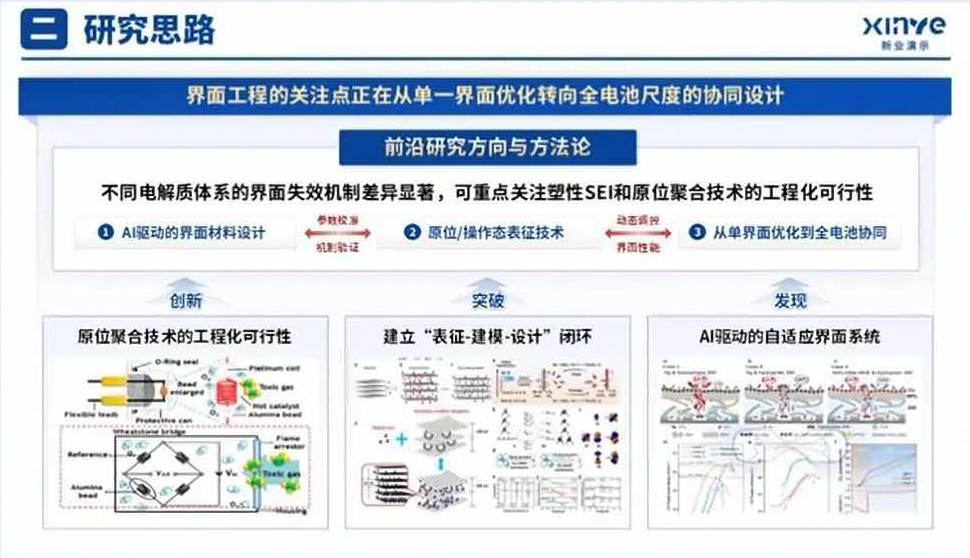 二 研究思路
xinye
新业演示
界面工程的关注点正在从单一界面优化转向全电池尺度的协同设计
前沿研究方向与方法论
不同电解质体系的界面失效机制差异显著，可重点关注塑性SEI和原位聚合技术的工程化可行性
1 AI驱动的界面材料设计
参数校准
机制验证
2 原位/操作态表征技术
动态调控
界面性能
3 从单界面优化到全电池协同
创新
突破
发现
原位聚合技术的工程化可行性
O-Ring seal
Platinum coil
Bead
enlarged
Toxic gas
Hot catalyst
Alumina bead
Flexible leads
Protective can
Wheatstone bridge
Flame
arrestor
Reference
Toxic gas
Alumina
bead
Housing
建立“表征-建模-设计”闭环
AI驱动的自适应界面系统